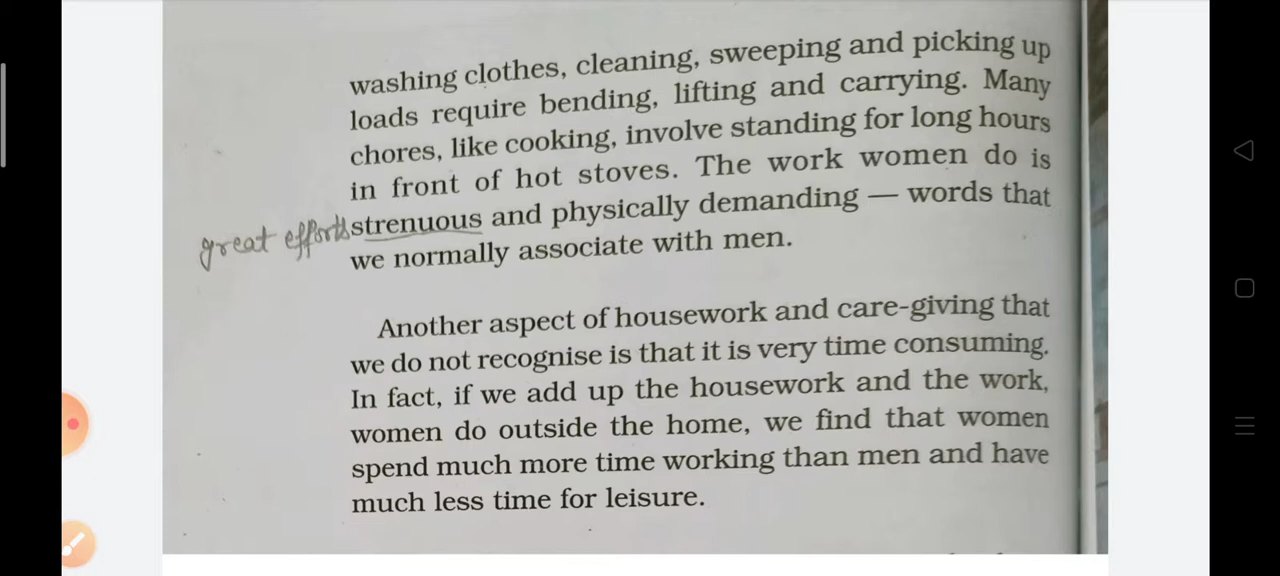 washing clothes, cleaning, sweeping and picking up
loads require bending, lifting and carrying. Many
chores, like cooking, involve standing for long hours
in front of hot stoves. The work women do is
great efforts strenuous and physically demanding — words that
we normally associate with men.
Another aspect of housework and care-giving that
we do not recognise is that it is very time consuming.
In fact, if we add up the housework and the work,
women do outside the home, we find that women
spend much more time working than men and have
much less time for leisure.